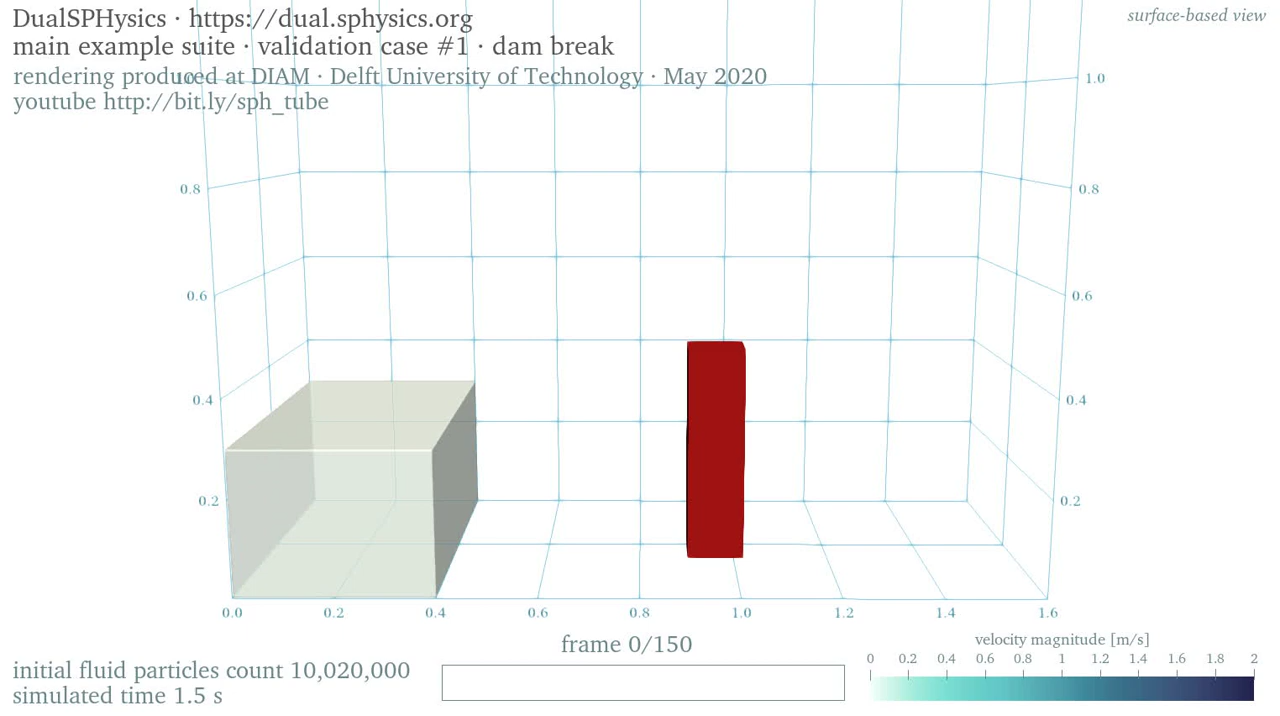 DualSPHysics · https://dual.sphysics.org
surface-based view
main example suite · validation case #1 · dam break
rendering produced at DIAM · Delft University of Technology · May 2020
youtube http://bit.ly/sph_tube
1.0 1.0
0.8 0.8
0.6 0.6
0.4 0.4
0.2 0.2
0.0 0.2 0.4 0.6 0.8 1.0 1.2 1.4 1.6
frame 0/150
velocity magnitude [m/s]
0 0.2 0.4 0.6 0.8 1 1.2 1.4 1.6 1.8 2
initial fluid particles count 10,020,000
simulated time 1.5 s